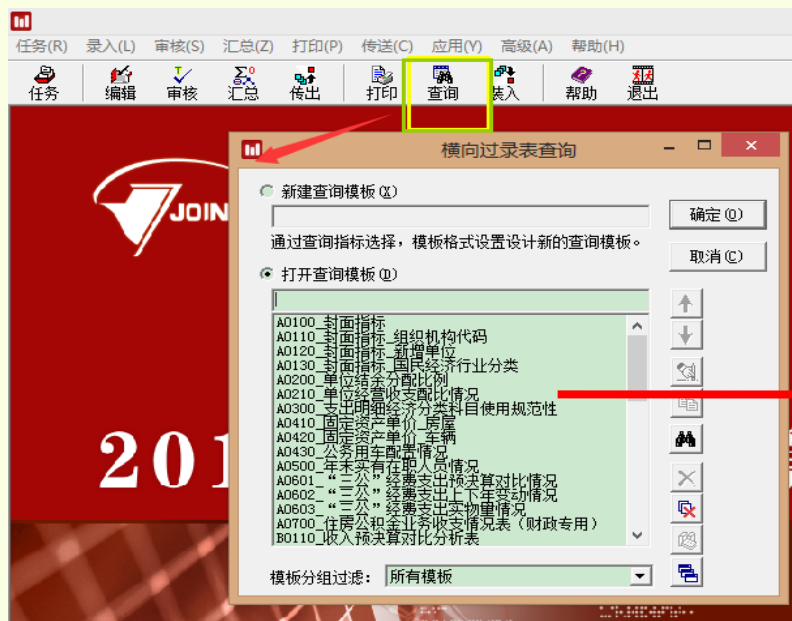 任务(R) 录入(L) 审核(S) 汇总(Z) 打印(P) 传送(C) 应用(Y) 高级(A) 帮助(H)
任务 编辑 审核 汇总 传出 打印 查询 装入 帮助 退出
横向过录表查询
JOIN
新建查询模板(X)
确定(O)
通过查询指标选择，模板格式设置设计新的查询模板。
取消(C)
打开查询模板(D)
A0100_封面指标
A0110_封面指标_组织机构代码
A0120_封面指标_新增单位
A0130_封面指标_国民经济行业分类
A0200_单位结余分配比例
A0210_单位经营收支配比情况
A0300_支出明细经济分类科目使用规范性
A0410_固定资产单价_房屋
A0420_固定资产单价_车辆
A0430_公务用车配置情况
A0500_年末实有在职人员情况
A0601_“三公”经费支出预决算对比情况
A0602_“三公”经费支出上下年变动情况
A0603_“三公”经费支出实物量情况
A0700_住房公积金业务收支情况表（财政专用）
B0110_收入预决算对比分析表
201
模板分组过滤： 所有模板